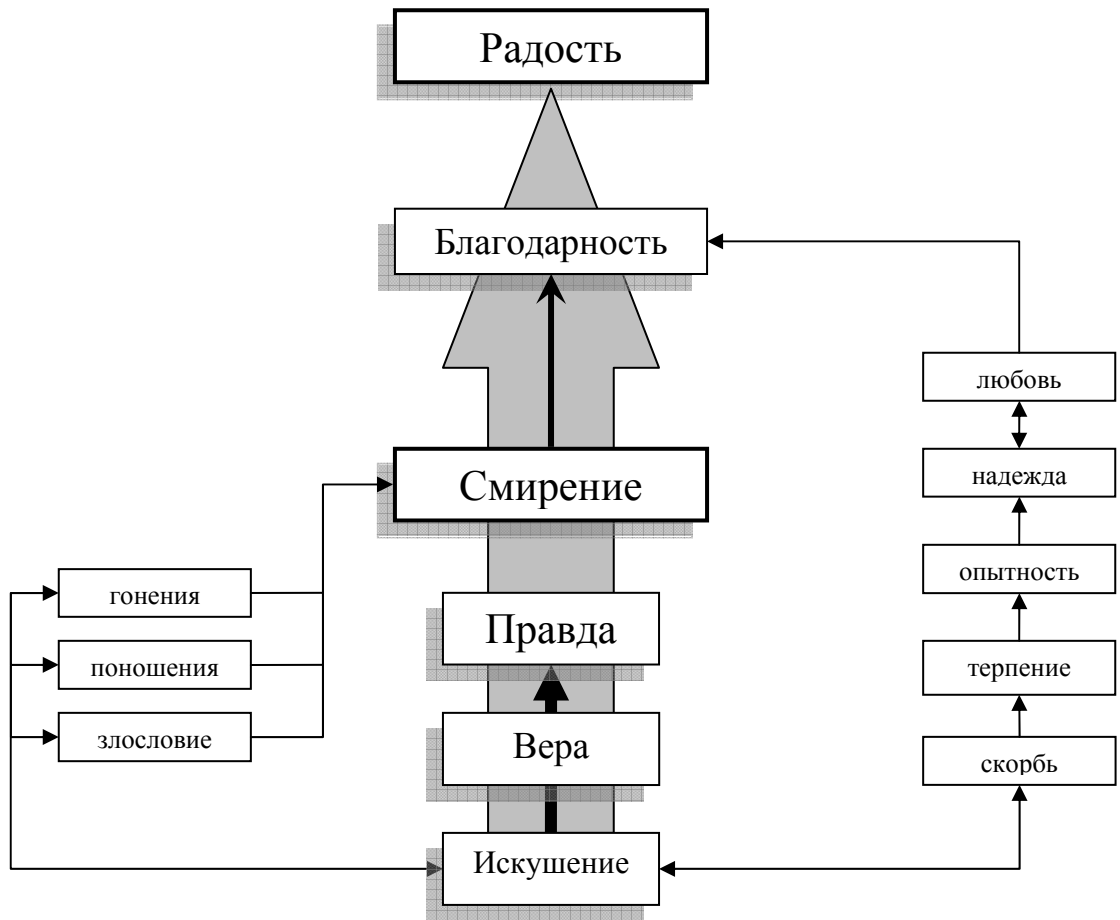 Радость
Благодарность
любовь
Смирение
надежда
опытность
гонения
Правда
поношения
терпение
злословие
Вера
скорбь
Искушение